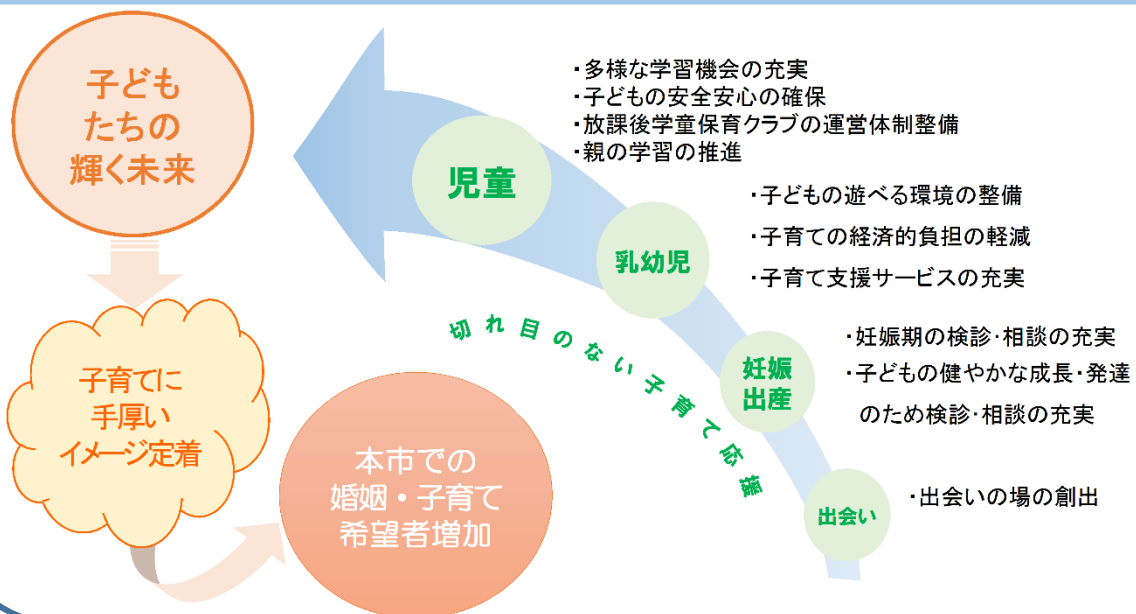 子ども
たちの
輝く未来
子育てに
手厚い
イメージ定着
本市での
婚姻・子育て
希望者増加
児童
・多様な学習機会の充実
・子どもの安全安心の確保
・放課後学童保育クラブの運営体制整備
・親の学習の推進
乳幼児
・子どもの遊べる環境の整備
・子育ての経済的負担の軽減
・子育て支援サービスの充実
妊娠
出産
・妊娠期の検診・相談の充実
・子どもの健やかな成長・発達
のため検診・相談の充実
出会い
・出会いの場の創出
切れ目のない子育て応援